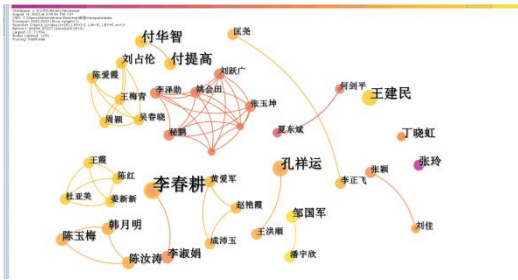 付华智
匡尧
刘占伦
付提高
刘跃广
陈爱霞
李泽勋
姚会田
何剑平
王建民
王梅青
张玉坤
周颖
吴春晓
秘鹏
夏东斌
丁晓虹
王霞
黄爱军
孔祥运
张颖
张玲
陈红
李春耕
李正飞
杜亚美
姜新新
赵艳霞
邹国军
韩月明
成沛玉
王洪顺
刘佳
陈玉梅
陈汝涛
李淑娟
潘宇欣